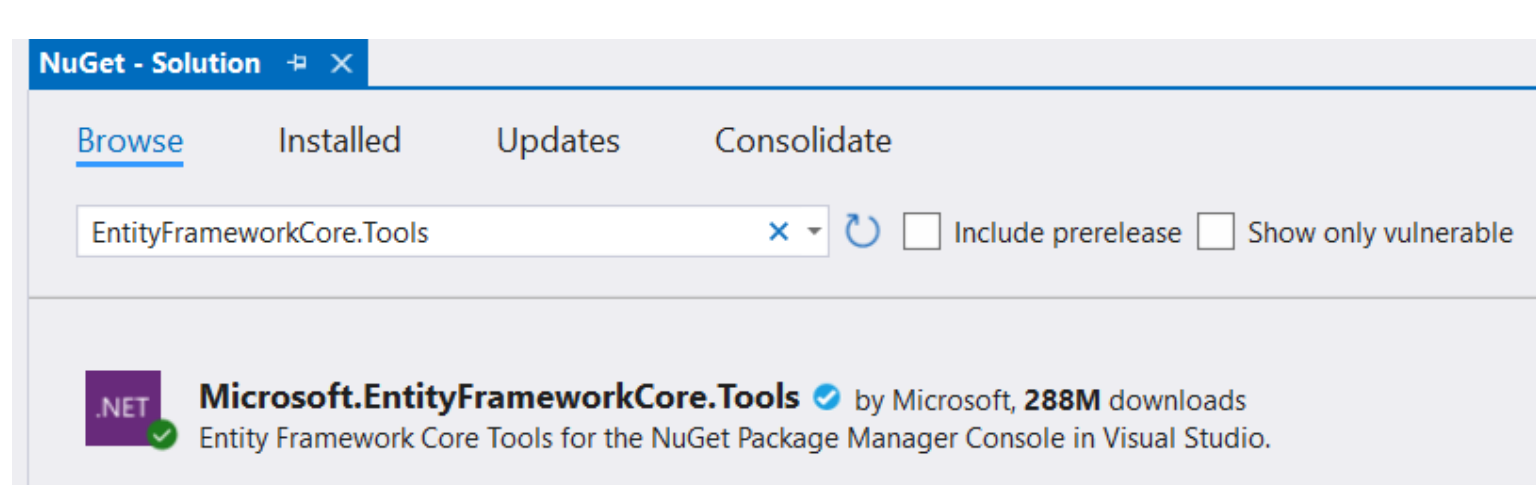 NuGet - Solution
Browse Installed Updates Consolidate
EntityFrameworkCore.Tools Include prerelease Show only vulnerable
.NET
Microsoft.EntityFrameworkCore.Tools by Microsoft, 288M downloads
Entity Framework Core Tools for the NuGet Package Manager Console in Visual Studio.